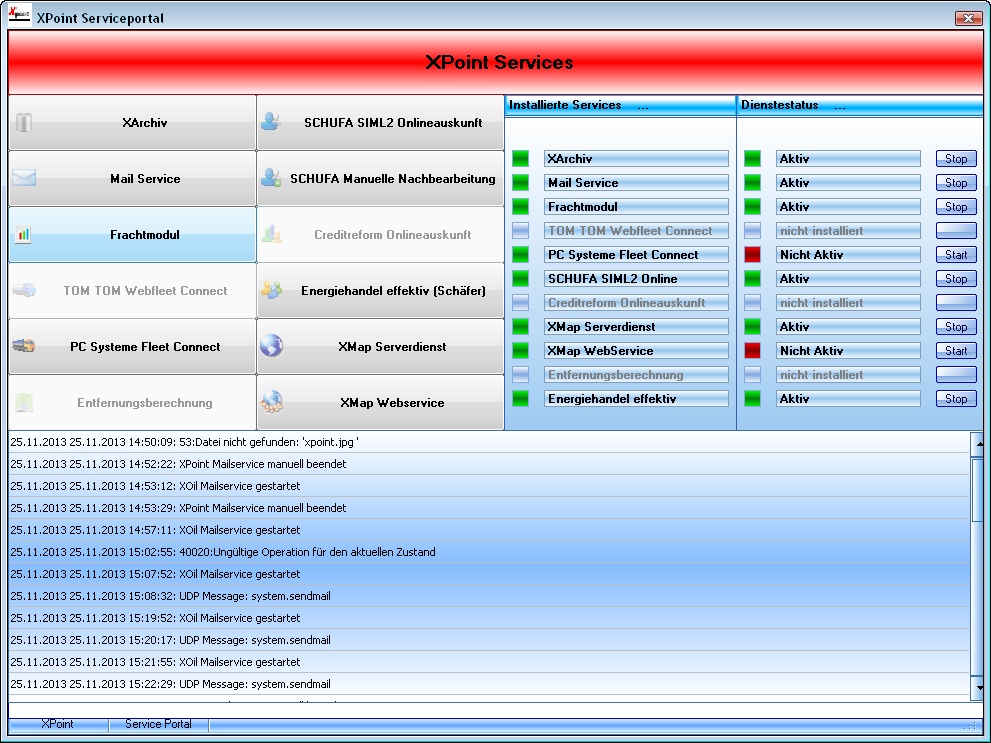 XPoint Serviceportal
XPoint Services
XArchiv
SCHUFA SIML2 Onlineauskunft
Mail Service
SCHUFA Manuelle Nachbearbeitung
Frachtmodul
Creditreform Onlineauskunft
TOM TOM Webfleet Connect
Energiehandel effektiv (Schäfer)
PC Systeme Fleet Connect
XMap Serverdienst
Entfernungsberechnung
XMap Webservice
Installierte Services ... Dienstestatus ...
XArchiv Aktiv Stop
Mail Service Aktiv Stop
Frachtmodul Aktiv Stop
TOM TOM Webfleet Connect nicht installiert
PC Systeme Fleet Connect Nicht Aktiv Start
SCHUFA SIML2 Online Aktiv Stop
Creditreform Onlineauskunft nicht installiert
XMap Serverdienst Aktiv Stop
XMap WebService Nicht Aktiv Start
Entfernungsberechnung nicht installiert
Energiehandel effektiv Aktiv Stop
25.11.2013 25.11.2013 14:50:09: 53:Datei nicht gefunden: 'xpoint.jpg '
25.11.2013 25.11.2013 14:52:22: XPoint Mailservice manuell beendet
25.11.2013 25.11.2013 14:53:12: XOil Mailservice gestartet
25.11.2013 25.11.2013 14:53:29: XPoint Mailservice manuell beendet
25.11.2013 25.11.2013 14:57:11: XOil Mailservice gestartet
25.11.2013 25.11.2013 15:02:55: 40020:Ungültige Operation für den aktuellen Zustand
25.11.2013 25.11.2013 15:07:52: XOil Mailservice gestartet
25.11.2013 25.11.2013 15:08:32: UDP Message: system.sendmail
25.11.2013 25.11.2013 15:19:52: XOil Mailservice gestartet
25.11.2013 25.11.2013 15:20:17: UDP Message: system.sendmail
25.11.2013 25.11.2013 15:21:55: XOil Mailservice gestartet
25.11.2013 25.11.2013 15:22:29: UDP Message: system.sendmail
XPoint Service Portal